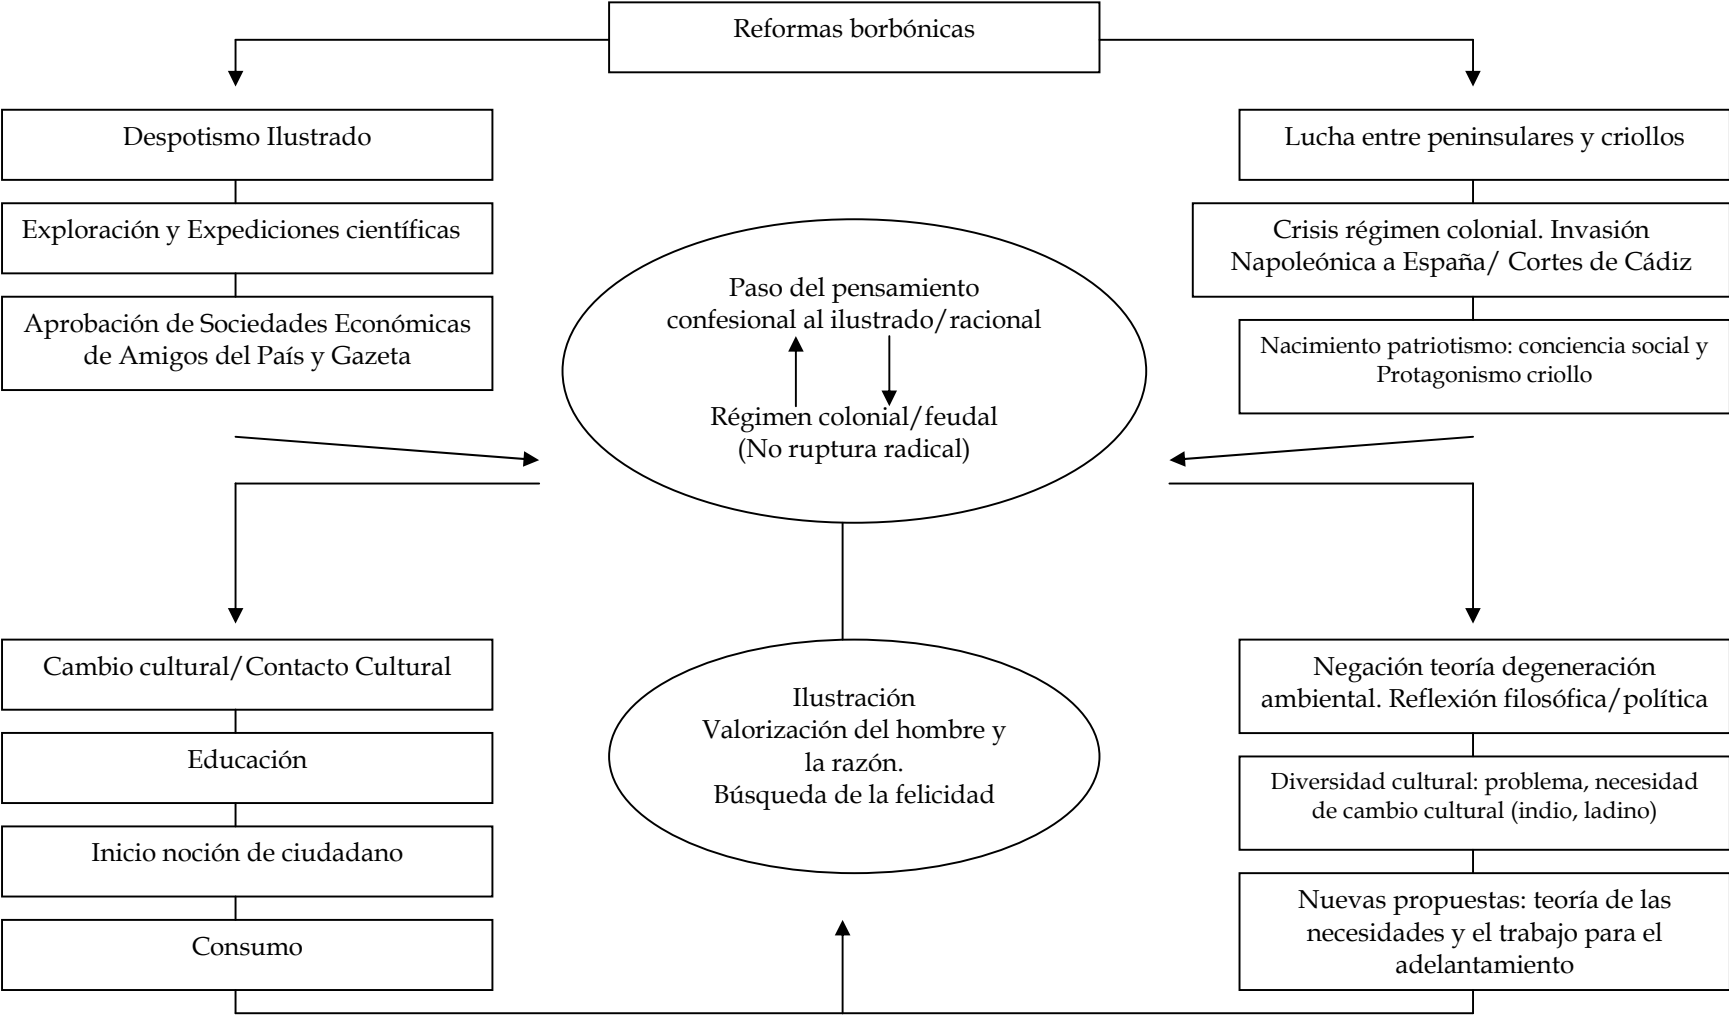 Reformas borbónicas
Despotismo Ilustrado
Exploración y Expediciones científicas
Aprobación de Sociedades Económicas
de Amigos del País y Gazeta
Lucha entre peninsulares y criollos
Crisis régimen colonial. Invasión
Napoleónica a España/ Cortes de Cádiz
Nacimiento patriotismo: conciencia social y
Protagonismo criollo
Paso del pensamiento
confesional al ilustrado/racional
Régimen colonial/feudal
(No ruptura radical)
Cambio cultural/Contacto Cultural
Educación
Inicio noción de ciudadano
Consumo
Ilustración
Valorización del hombre y
la razón.
Búsqueda de la felicidad
Negación teoría degeneración
ambiental. Reflexión filosófica/política
Diversidad cultural: problema, necesidad
de cambio cultural (indio, ladino)
Nuevas propuestas: teoría de las
necesidades y el trabajo para el
adelantamiento